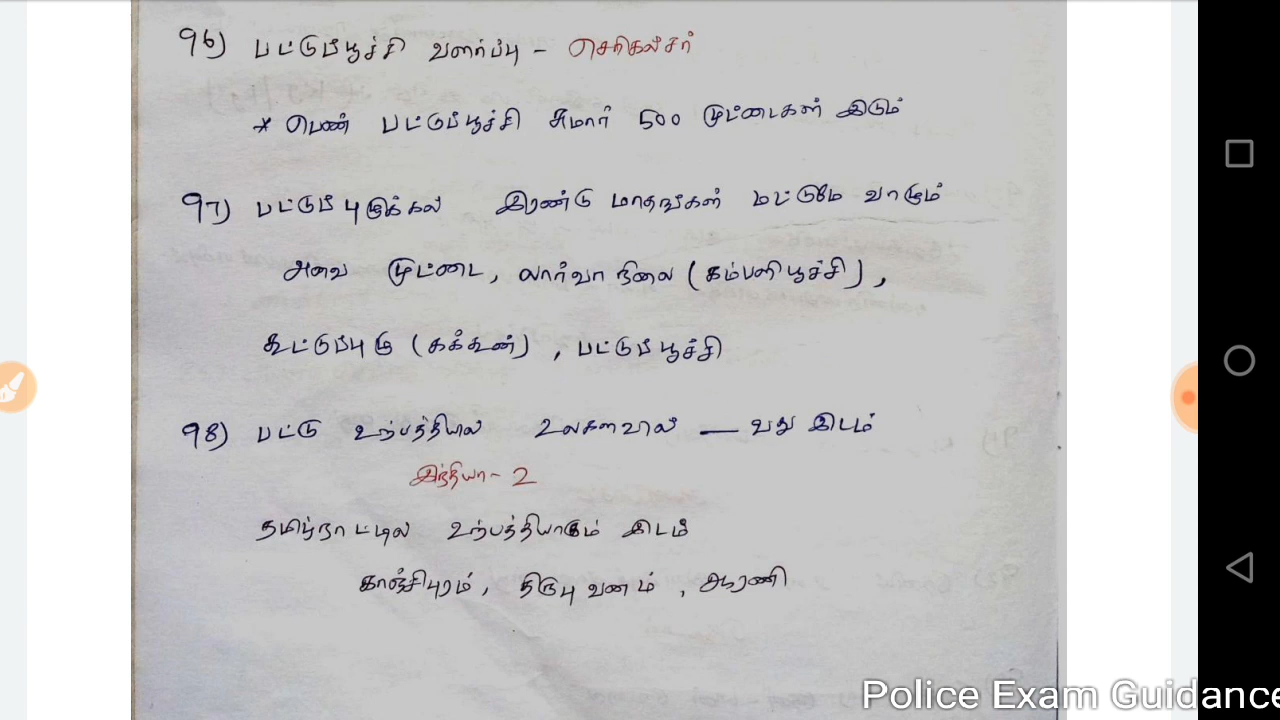 96) பட்டுப்பூச்சி வளர்ப்பு - செரிகல்சர்
* பெண் பட்டுப்பூச்சி சுமார் 500 முட்டைகள் இடும்
97) பட்டுப்புழுக்கல் இரண்டு மாதங்கள் மட்டுமே வாழும்
அவை முட்டை, லார்வா நிலை (கம்பளிபூச்சி),
கூட்டுப்புழு (கக்கூன்), பட்டுப்பூச்சி
98) பட்டு உற்பத்தியில் உலகளவில் — வது இடம்
இந்தியா - 2
தமிழ்நாட்டில் உற்பத்தியாகும் இடம்
காஞ்சிபுரம், திருபுவனம், ஆரணி
Police Exam Guidance